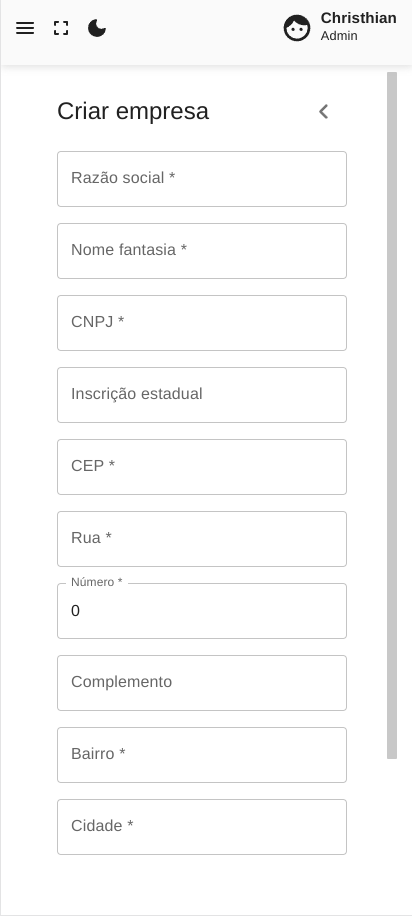 Christhian
Admin
Criar empresa
Razão social *
Nome fantasia *
CNPJ *
Inscrição estadual
CEP *
Rua *
Número *
0
Complemento
Bairro *
Cidade *